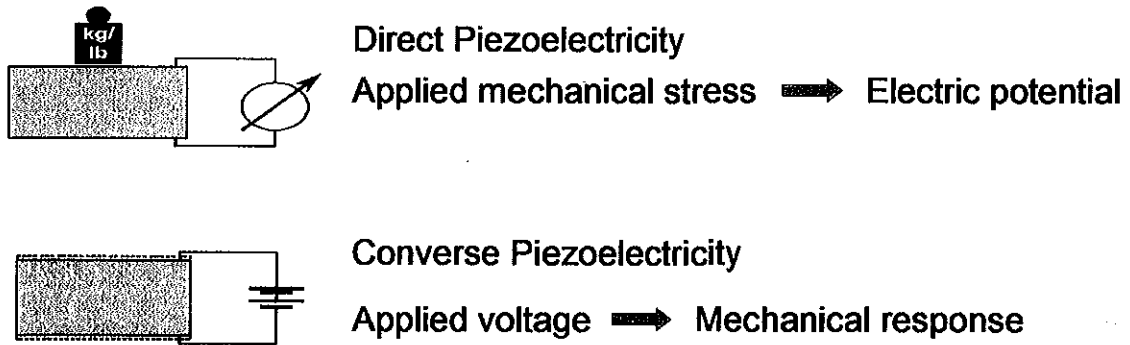 kg/
lb
Direct Piezoelectricity
Applied mechanical stress ➡ Electric potential
Converse Piezoelectricity
Applied voltage ➡ Mechanical response